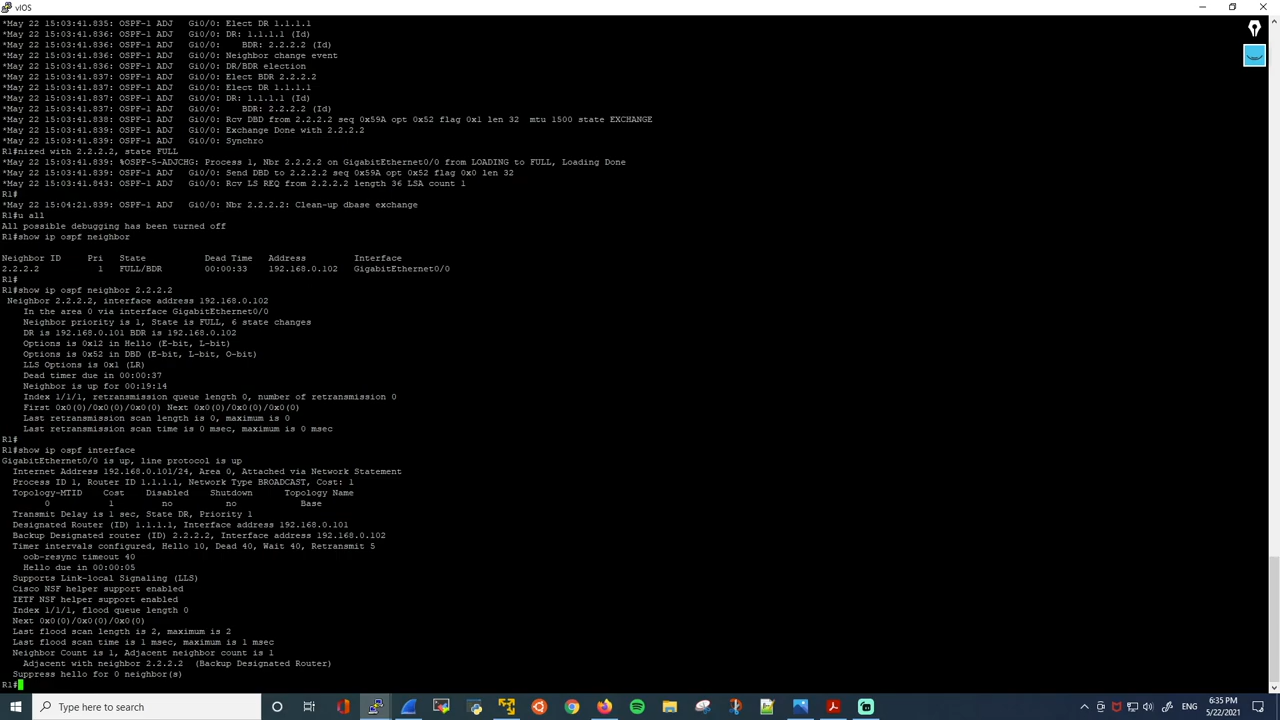 vIOS
*May 22 15:03:41.835: OSPF-1 ADJ   Gi0/0: Elect DR 1.1.1.1
*May 22 15:03:41.836: OSPF-1 ADJ   Gi0/0: DR: 1.1.1.1 (Id)
*May 22 15:03:41.836: OSPF-1 ADJ   Gi0/0:    BDR: 2.2.2.2 (Id)
*May 22 15:03:41.836: OSPF-1 ADJ   Gi0/0: Neighbor change event
*May 22 15:03:41.836: OSPF-1 ADJ   Gi0/0: DR/BDR election
*May 22 15:03:41.837: OSPF-1 ADJ   Gi0/0: Elect BDR 2.2.2.2
*May 22 15:03:41.837: OSPF-1 ADJ   Gi0/0: Elect DR 1.1.1.1
*May 22 15:03:41.837: OSPF-1 ADJ   Gi0/0: DR: 1.1.1.1 (Id)
*May 22 15:03:41.837: OSPF-1 ADJ   Gi0/0:    BDR: 2.2.2.2 (Id)
*May 22 15:03:41.838: OSPF-1 ADJ   Gi0/0: Rcv DBD from 2.2.2.2 seq 0x59A opt 0x52 flag 0x1 len 32  mtu 1500 state EXCHANGE
*May 22 15:03:41.839: OSPF-1 ADJ   Gi0/0: Exchange Done with 2.2.2.2
*May 22 15:03:41.839: OSPF-1 ADJ   Gi0/0: Synchro
R1#nized with 2.2.2.2, state FULL
*May 22 15:03:41.839: %OSPF-5-ADJCHG: Process 1, Nbr 2.2.2.2 on GigabitEthernet0/0 from LOADING to FULL, Loading Done
*May 22 15:03:41.839: OSPF-1 ADJ   Gi0/0: Send DBD to 2.2.2.2 seq 0x59A opt 0x52 flag 0x0 len 32
*May 22 15:03:41.843: OSPF-1 ADJ   Gi0/0: Rcv LS REQ from 2.2.2.2 length 36 LSA count 1
R1#
*May 22 15:04:21.839: OSPF-1 ADJ   Gi0/0: Nbr 2.2.2.2: Clean-up dbase exchange
R1#u all
All possible debugging has been turned off
R1#show ip ospf neighbor
Neighbor ID     Pri   State           Dead Time   Address         Interface
2.2.2.2           1   FULL/BDR        00:00:33    192.168.0.102   GigabitEthernet0/0
R1#
R1#show ip ospf neighbor 2.2.2.2
Neighbor 2.2.2.2, interface address 192.168.0.102
In the area 0 via interface GigabitEthernet0/0
Neighbor priority is 1, State is FULL, 6 state changes
DR is 192.168.0.101 BDR is 192.168.0.102
Options is 0x12 in Hello (E-bit, L-bit)
Options is 0x52 in DBD (E-bit, L-bit, O-bit)
LLS Options is 0x1 (LR)
Dead timer due in 00:00:37
Neighbor is up for 00:19:14
Index 1/1/1, retransmission queue length 0, number of retransmission 0
First 0x0(0)/0x0(0)/0x0(0) Next 0x0(0)/0x0(0)/0x0(0)
Last retransmission scan length is 0, maximum is 0
Last retransmission scan time is 0 msec, maximum is 0 msec
R1#
R1#show ip ospf interface
GigabitEthernet0/0 is up, line protocol is up
Internet Address 192.168.0.101/24, Area 0, Attached via Network Statement
Process ID 1, Router ID 1.1.1.1, Network Type BROADCAST, Cost: 1
Topology-MTID    Cost    Disabled    Shutdown      Topology Name
0           1         no          no            Base
Transmit Delay is 1 sec, State DR, Priority 1
Designated Router (ID) 1.1.1.1, Interface address 192.168.0.101
Backup Designated router (ID) 2.2.2.2, Interface address 192.168.0.102
Timer intervals configured, Hello 10, Dead 40, Wait 40, Retransmit 5
oob-resync timeout 40
Hello due in 00:00:05
Supports Link-local Signaling (LLS)
Cisco NSF helper support enabled
IETF NSF helper support enabled
Index 1/1/1, flood queue length 0
Next 0x0(0)/0x0(0)/0x0(0)
Last flood scan length is 2, maximum is 2
Last flood scan time is 1 msec, maximum is 1 msec
Neighbor Count is 1, Adjacent neighbor count is 1
Adjacent with neighbor 2.2.2.2  (Backup Designated Router)
Suppress hello for 0 neighbor(s)
R1#
Type here to search
ENG
6:35 PM
5/22/2021